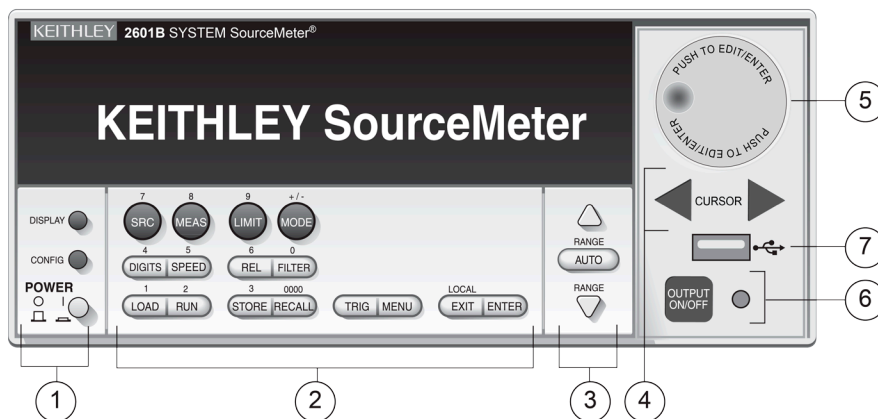 KEITHLEY 2601B SYSTEM SourceMeter®
KEITHLEY SourceMeter
PUSH TO EDIT/ENTER
PUSH TO EDIT/ENTER
5
7 8 9 +/-
DISPLAY SRC MEAS LIMIT MODE
CURSOR
4 5 6 0
CONFIG DIGITS SPEED REL FILTER
RANGE
AUTO
7
POWER
1 2 3 0000 LOCAL
LOAD RUN STORE RECALL TRIG MENU EXIT ENTER
RANGE
OUTPUT
ON/OFF
6
1 2 3 4